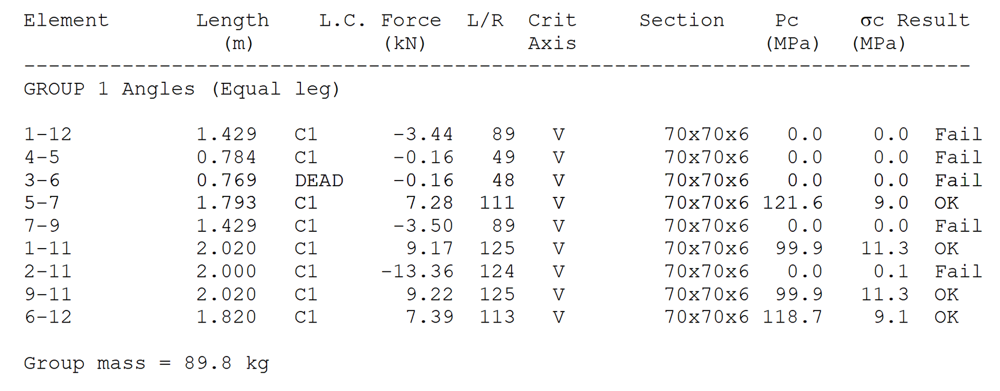 Element Length L.C. Force L/R Crit Section Pc σc Result
(m) (kN) Axis (MPa) (MPa)
------------------------------------------------------------------------------
GROUP 1 Angles (Equal leg)
1-12 1.429 C1 -3.44 89 V 70x70x6 0.0 0.0 Fail
4-5 0.784 C1 -0.16 49 V 70x70x6 0.0 0.0 Fail
3-6 0.769 DEAD -0.16 48 V 70x70x6 0.0 0.0 Fail
5-7 1.793 C1 7.28 111 V 70x70x6 121.6 9.0 OK
7-9 1.429 C1 -3.50 89 V 70x70x6 0.0 0.0 Fail
1-11 2.020 C1 9.17 125 V 70x70x6 99.9 11.3 OK
2-11 2.000 C1 -13.36 124 V 70x70x6 0.0 0.1 Fail
9-11 2.020 C1 9.22 125 V 70x70x6 99.9 11.3 OK
6-12 1.820 C1 7.39 113 V 70x70x6 118.7 9.1 OK
Group mass = 89.8 kg